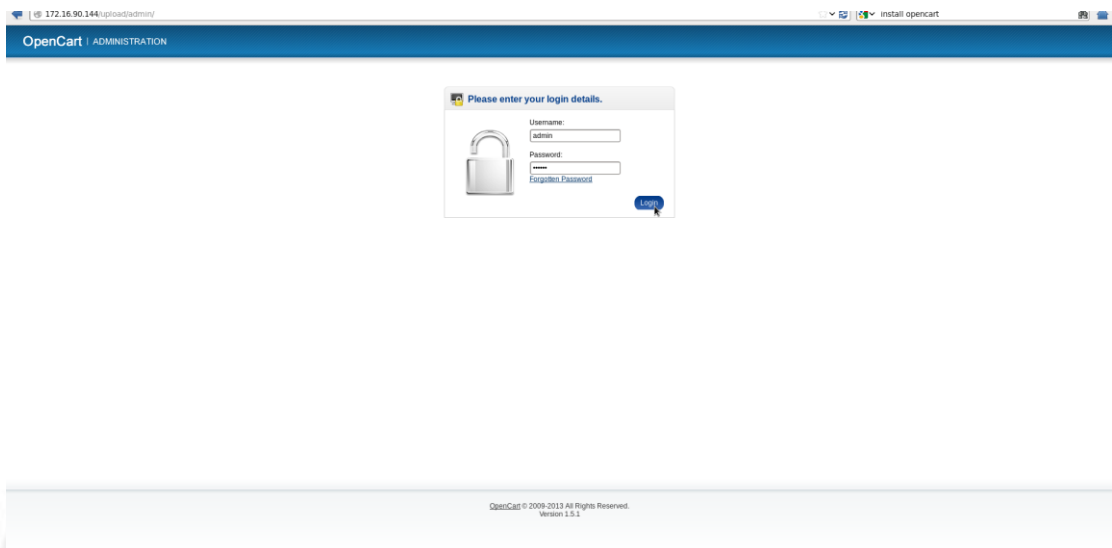 172.16.90.144/upload/admin/
install opencart
OpenCart | ADMINISTRATION
Please enter your login details.
Username:
admin
Password:
••••••
Forgotten Password
Login
OpenCart © 2009-2013 All Rights Reserved.
Version 1.5.1